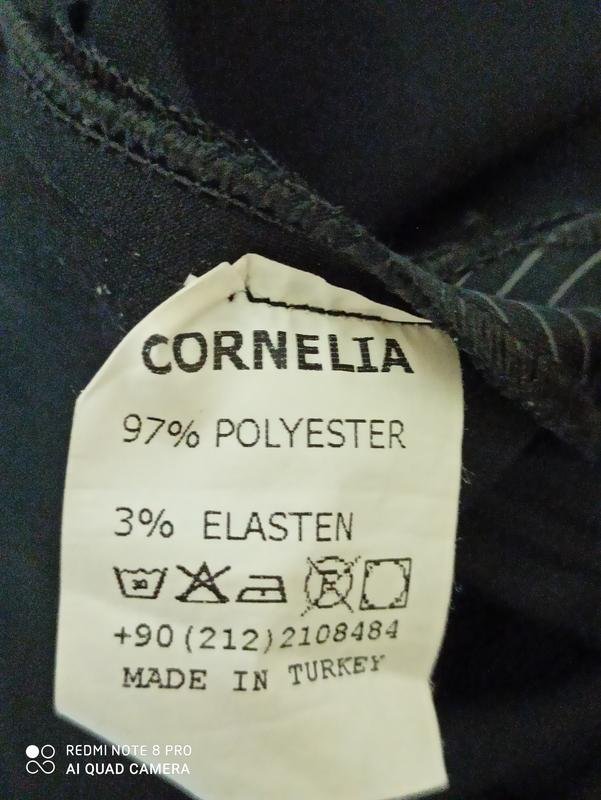 CORNELIA
97% POLYESTER
3% ELASTEN
+90(212)2108484
MADE IN TURKEY
REDMI NOTE 8 PRO
AI QUAD CAMERA